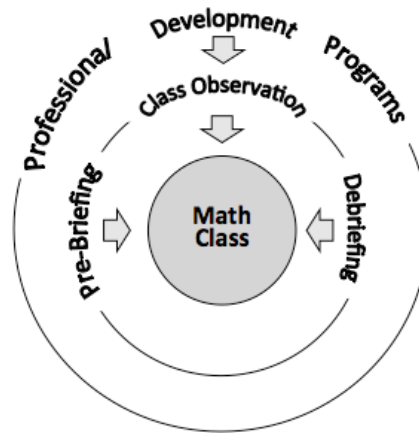 Professional Development Programs
Class Observation
Pre-Briefing
Math
Class
Debriefing